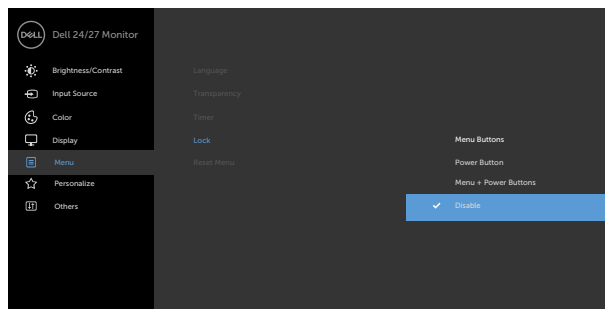 DELL Dell 24/27 Monitor
Brightness/Contrast Language
Input Source Transparency
Color Timer
Display Lock Menu Buttons
Menu Reset Menu Power Button
Personalize Menu + Power Buttons
Others Disable